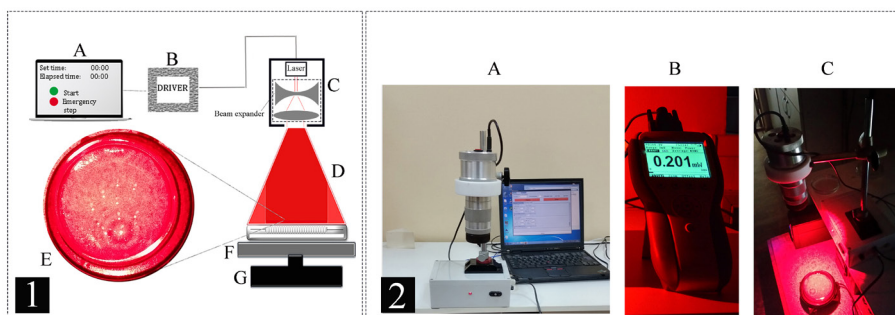 A
Set time: 00:00
Elapsed time: 00:00
Start
Emergency
stop
B
DRIVER
Laser
C
Beam expander
D
E
F
G
1
A
B
0.201 mW
C
2